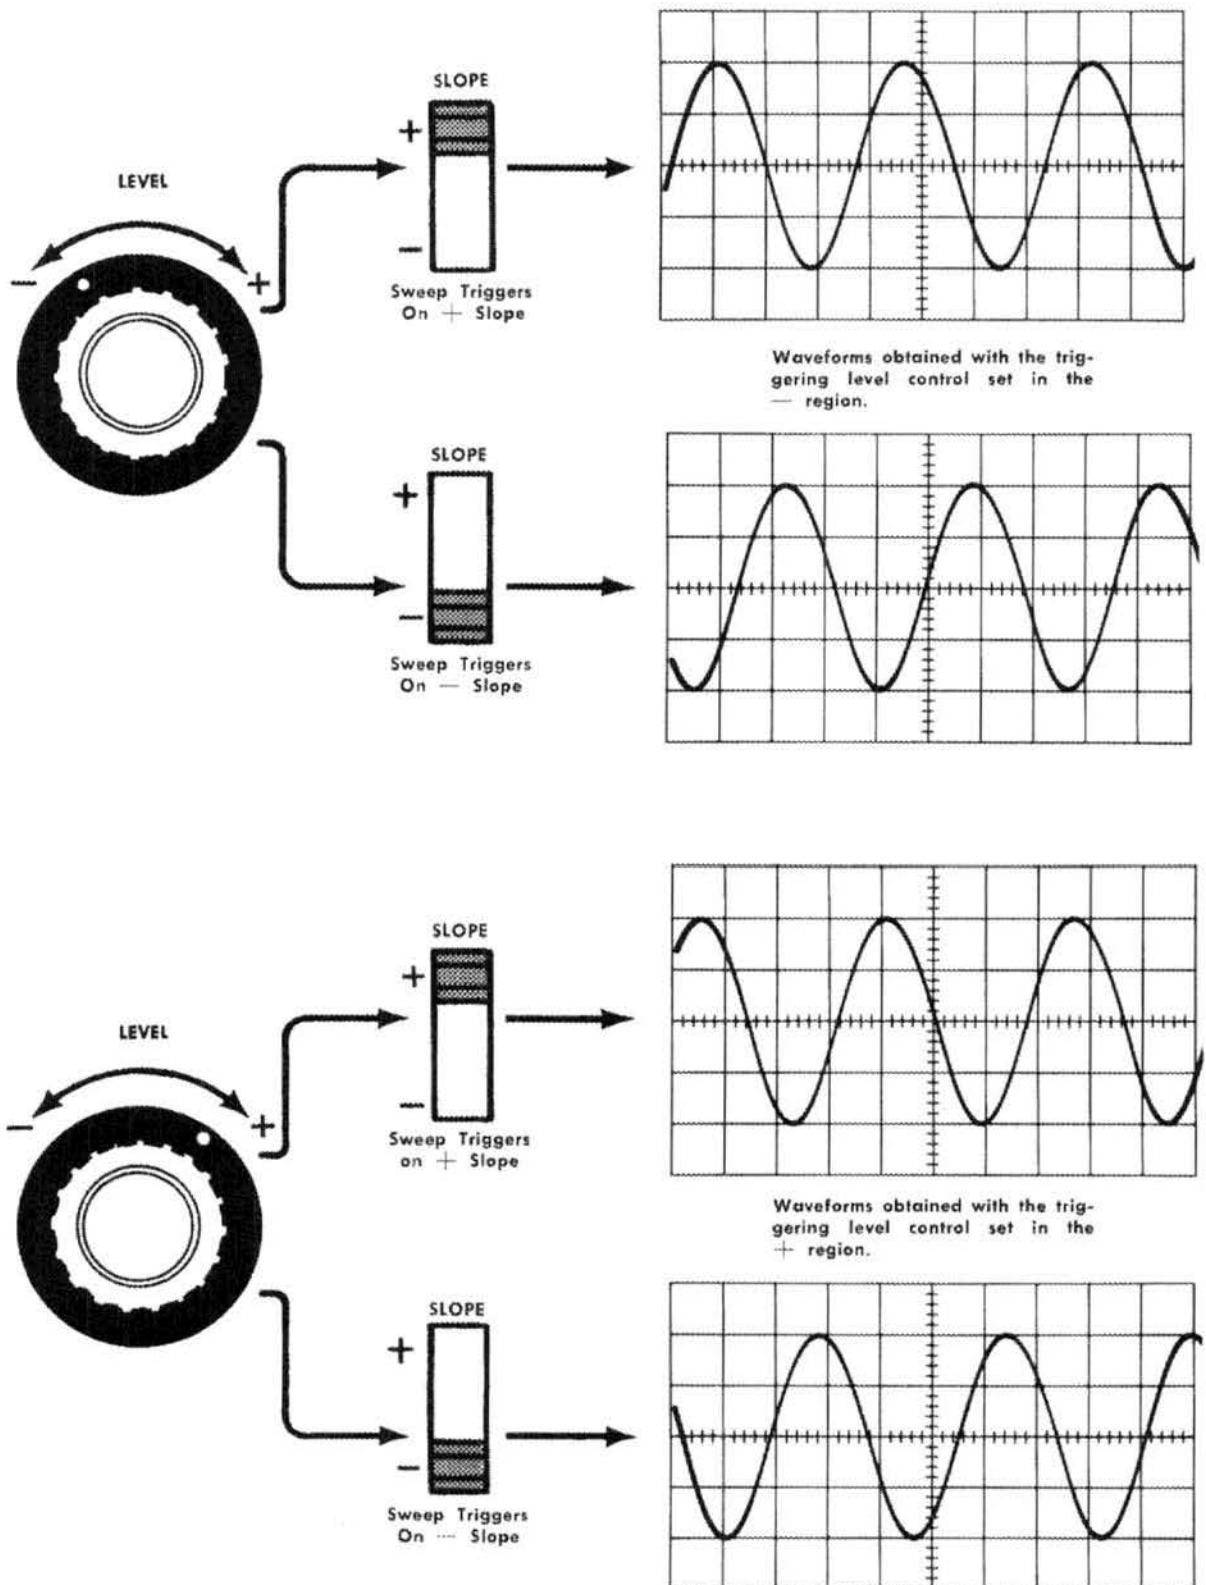 SLOPE
+
LEVEL
−
+
−
Sweep Triggers
On + Slope
Waveforms obtained with the trig-
gering level control set in the
— region.
SLOPE
+
−
Sweep Triggers
On — Slope
SLOPE
+
LEVEL
−
+
−
Sweep Triggers
on + Slope
Waveforms obtained with the trig-
gering level control set in the
+ region.
SLOPE
+
−
Sweep Triggers
On — Slope